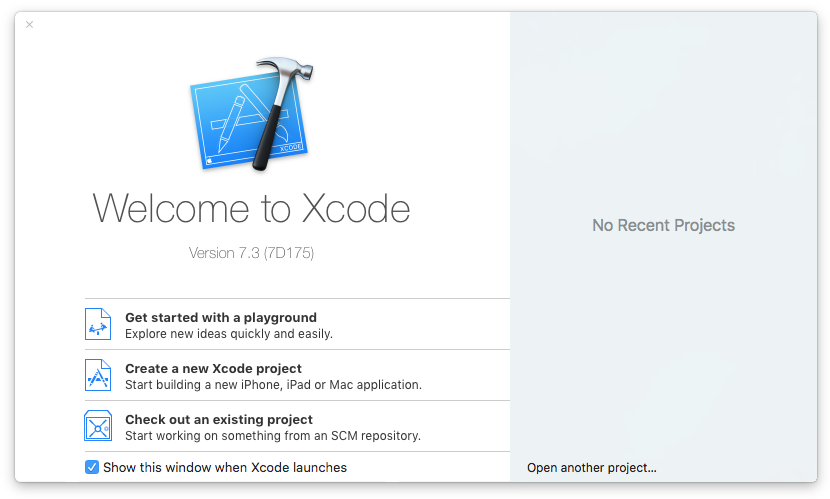 XCODE
Welcome to Xcode
Version 7.3 (7D175)
Get started with a playground
Explore new ideas quickly and easily.
Create a new Xcode project
Start building a new iPhone, iPad or Mac application.
Check out an existing project
Start working on something from an SCM repository.
Show this window when Xcode launches
No Recent Projects
Open another project...